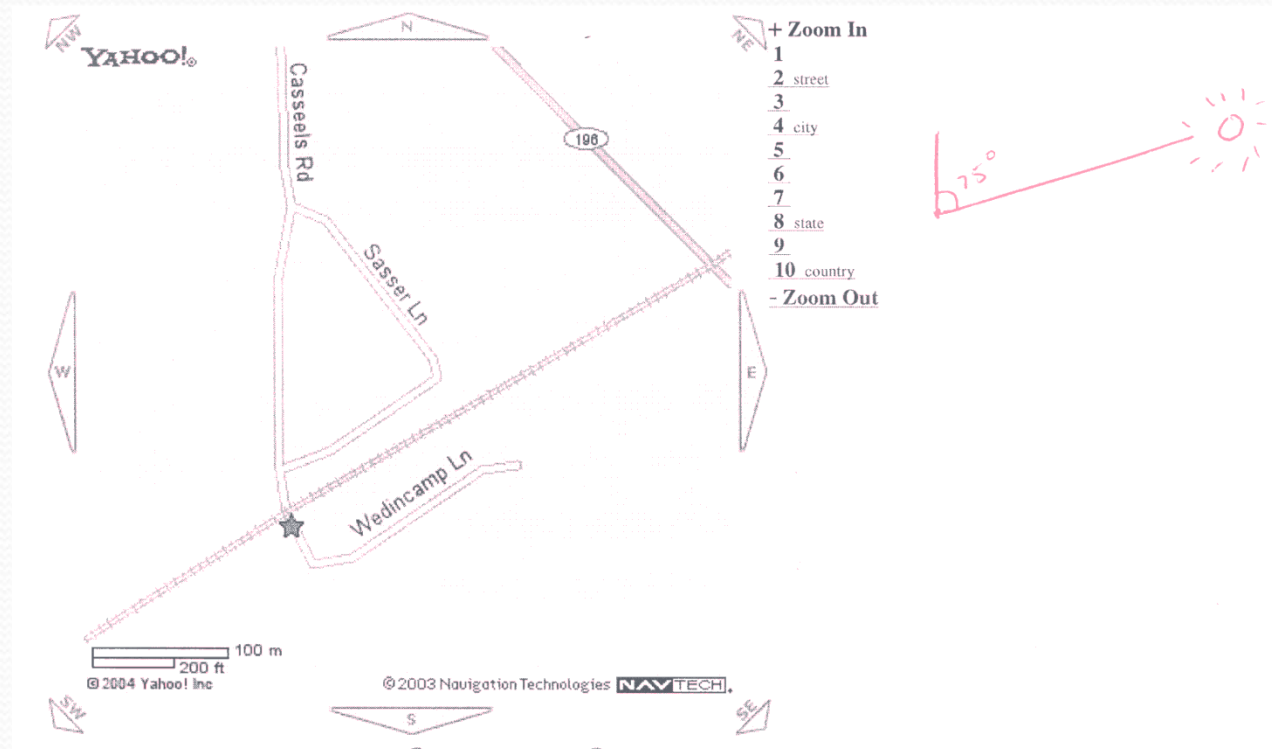 NW
N
NE
YAHOO!®
Casseels Rd
196
Sasser Ln
W
E
Wedincamp Ln
100 m
200 ft
© 2004 Yahoo! Inc
© 2003 Navigation Technologies NAVTECH.
SW
S
SE
+ Zoom In
1
2 street
3
4 city
5
6
7
8 state
9
10 country
- Zoom Out
75°